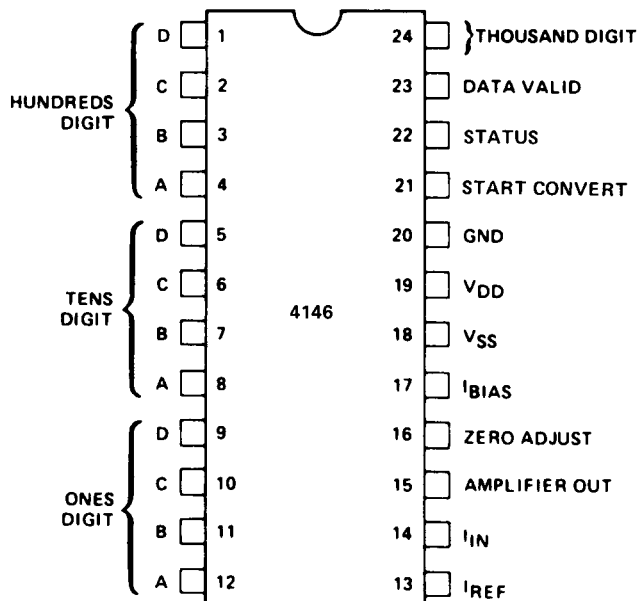 D 1 24 } THOUSAND DIGIT
C 2 23 DATA VALID
HUNDREDS
DIGIT
B 3 22 STATUS
A 4 21 START CONVERT
D 5 20 GND
C 6 19 VDD
TENS
DIGIT
4146
B 7 18 VSS
A 8 17 IBIAS
D 9 16 ZERO ADJUST
C 10 15 AMPLIFIER OUT
ONES
DIGIT
B 11 14 IIN
A 12 13 IREF